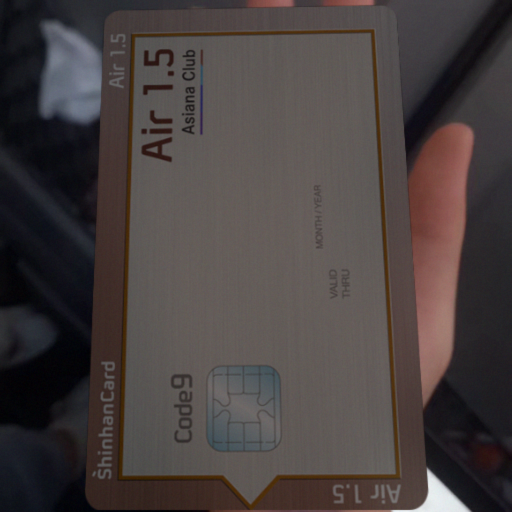 Air 1.5
Air 1.5
Asiana Club
MONTH / YEAR
VALID
THRU
Code9
ShinhanCard
Air 1.5